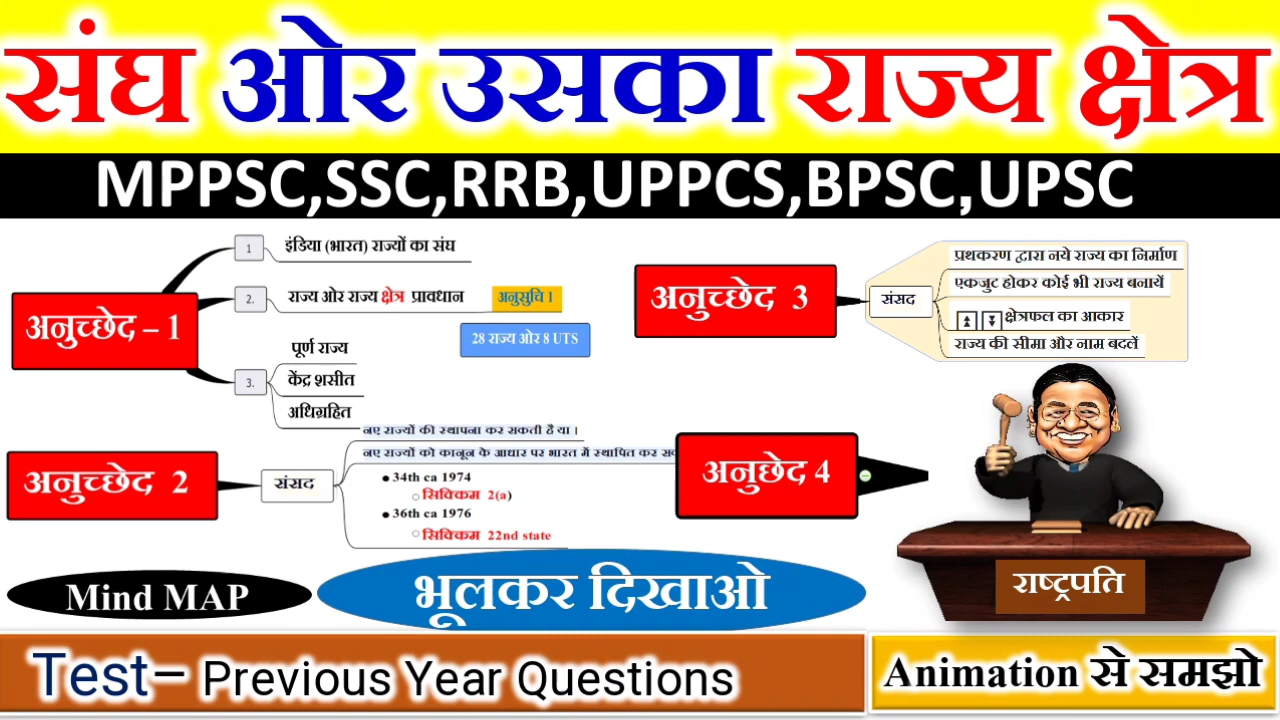 संघ ओर उसका राज्य क्षेत्र
MPPSC,SSC,RRB,UPPCS,BPSC,UPSC
अनुच्छेद – 1
1
इंडिया (भारत) राज्यों का संघ
2.
राज्य ओर राज्य क्षेत्र प्रावधान
अनुसुचि 1
28 राज्य ओर 8 UTS
3.
पूर्ण राज्य
केंद्र शसीत
अधिग्रहित
अनुच्छेद 2
संसद
नए राज्यों की स्थापना कर सकती है या ।
नए राज्यों को कानून के आधार पर भारत में स्थापित कर
34th ca 1974
सिक्किम 2(a)
36th ca 1976
सिक्किम 22nd state
अनुच्छेद 3
संसद
प्रथकरण द्वारा नये राज्य का निर्माण
एकजुट होकर कोई भी राज्य बनायें
क्षेत्रफल का आकार
राज्य की सीमा और नाम बदलें
अनुछेद 4
राष्ट्रपति
Mind MAP
भूलकर दिखाओ
Test– Previous Year Questions
Animation से समझो